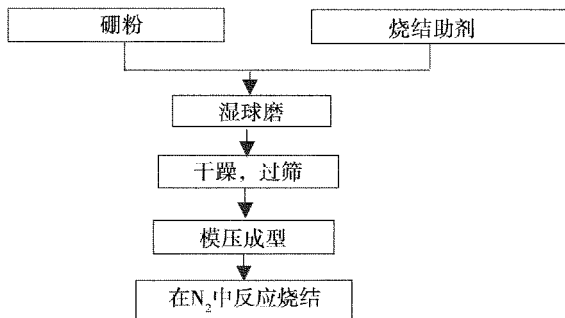 硼粉
烧结助剂
湿球磨
干躁，过筛
模压成型
在N₂中反应烧结